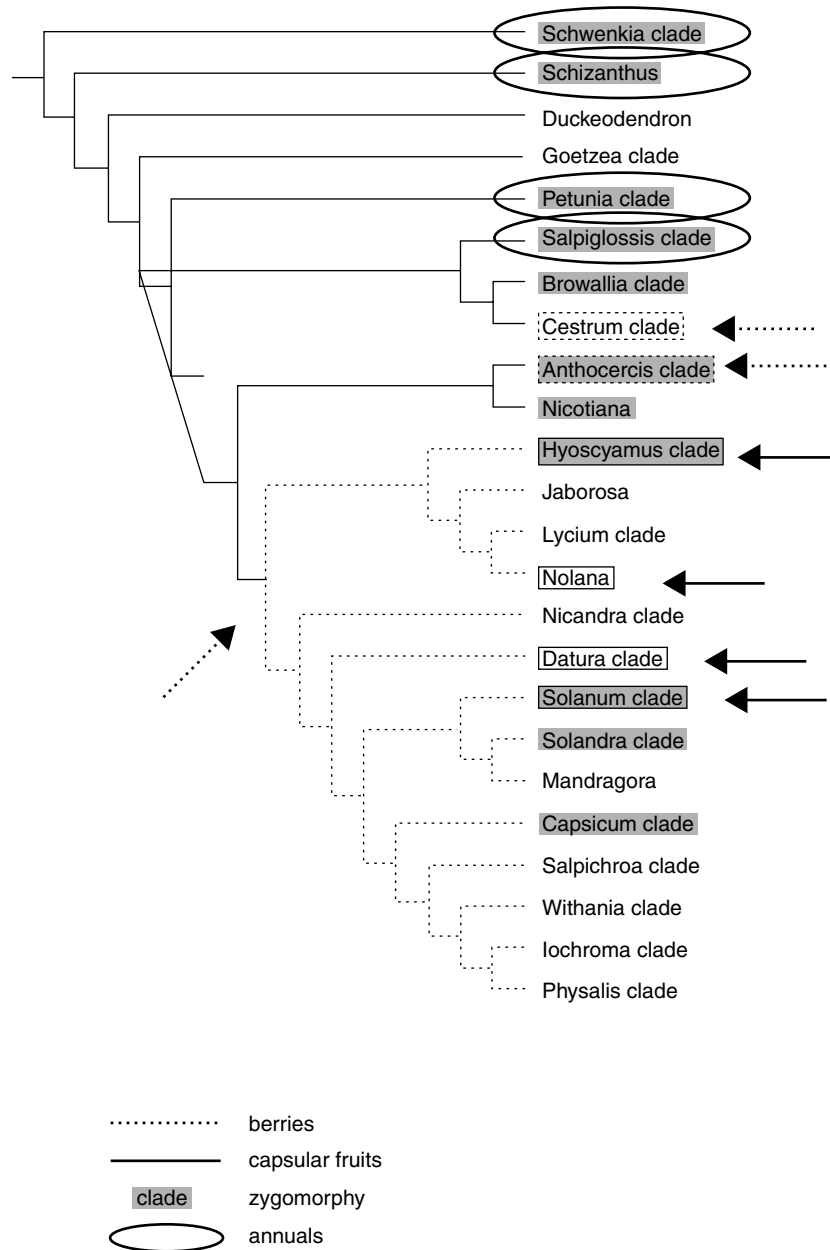 Schwenkia clade
Schizanthus
Duckeodendron
Goetzea clade
Petunia clade
Salpiglossis clade
Browallia clade
Cestrum clade
Anthocercis clade
Nicotiana
Hyoscyamus clade
Jaborosa
Lycium clade
Nolana
Nicandra clade
Datura clade
Solanum clade
Solandra clade
Mandragora
Capsicum clade
Salpichroa clade
Withania clade
Iochroma clade
Physalis clade
berries
capsular fruits
clade zygomorphy
annuals